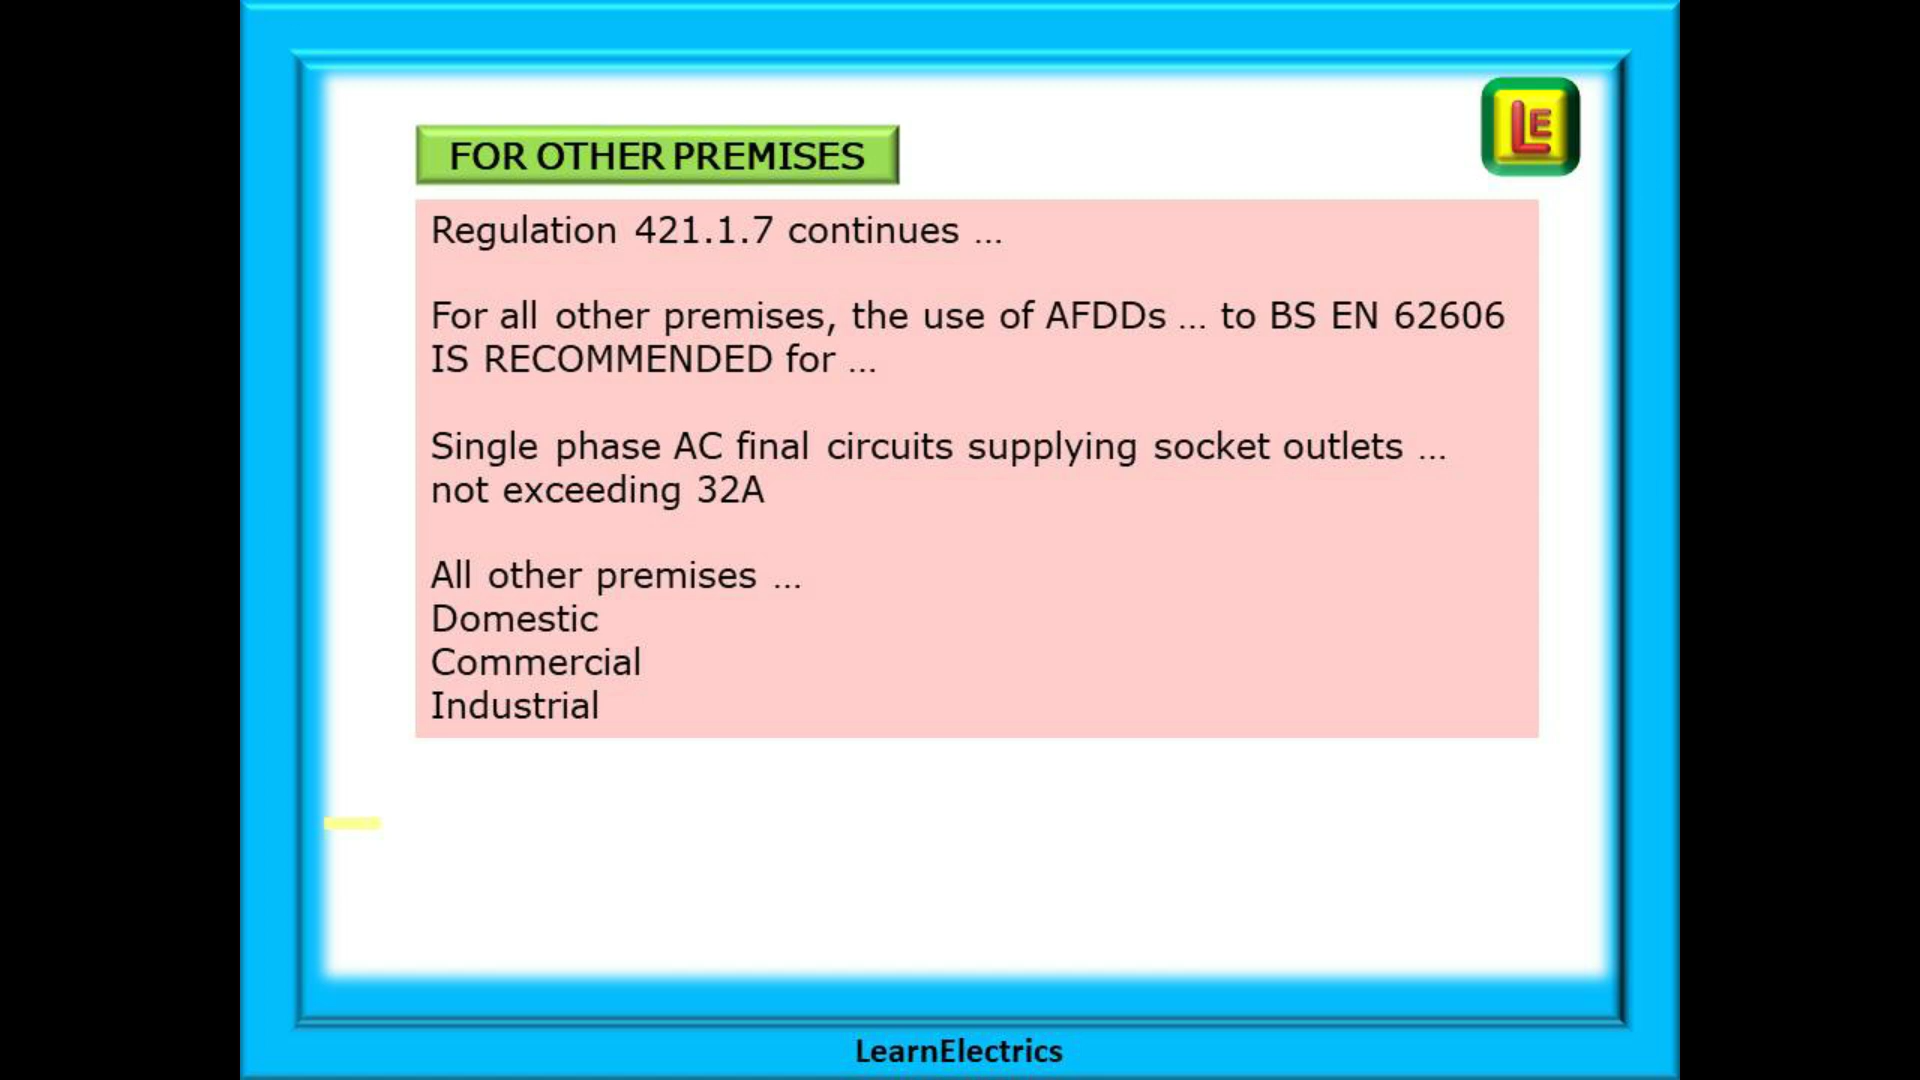 LE
FOR OTHER PREMISES
Regulation 421.1.7 continues ...
For all other premises, the use of AFDDs ... to BS EN 62606
IS RECOMMENDED for ...
Single phase AC final circuits supplying socket outlets ...
not exceeding 32A
All other premises ...
Domestic
Commercial
Industrial
LearnElectrics